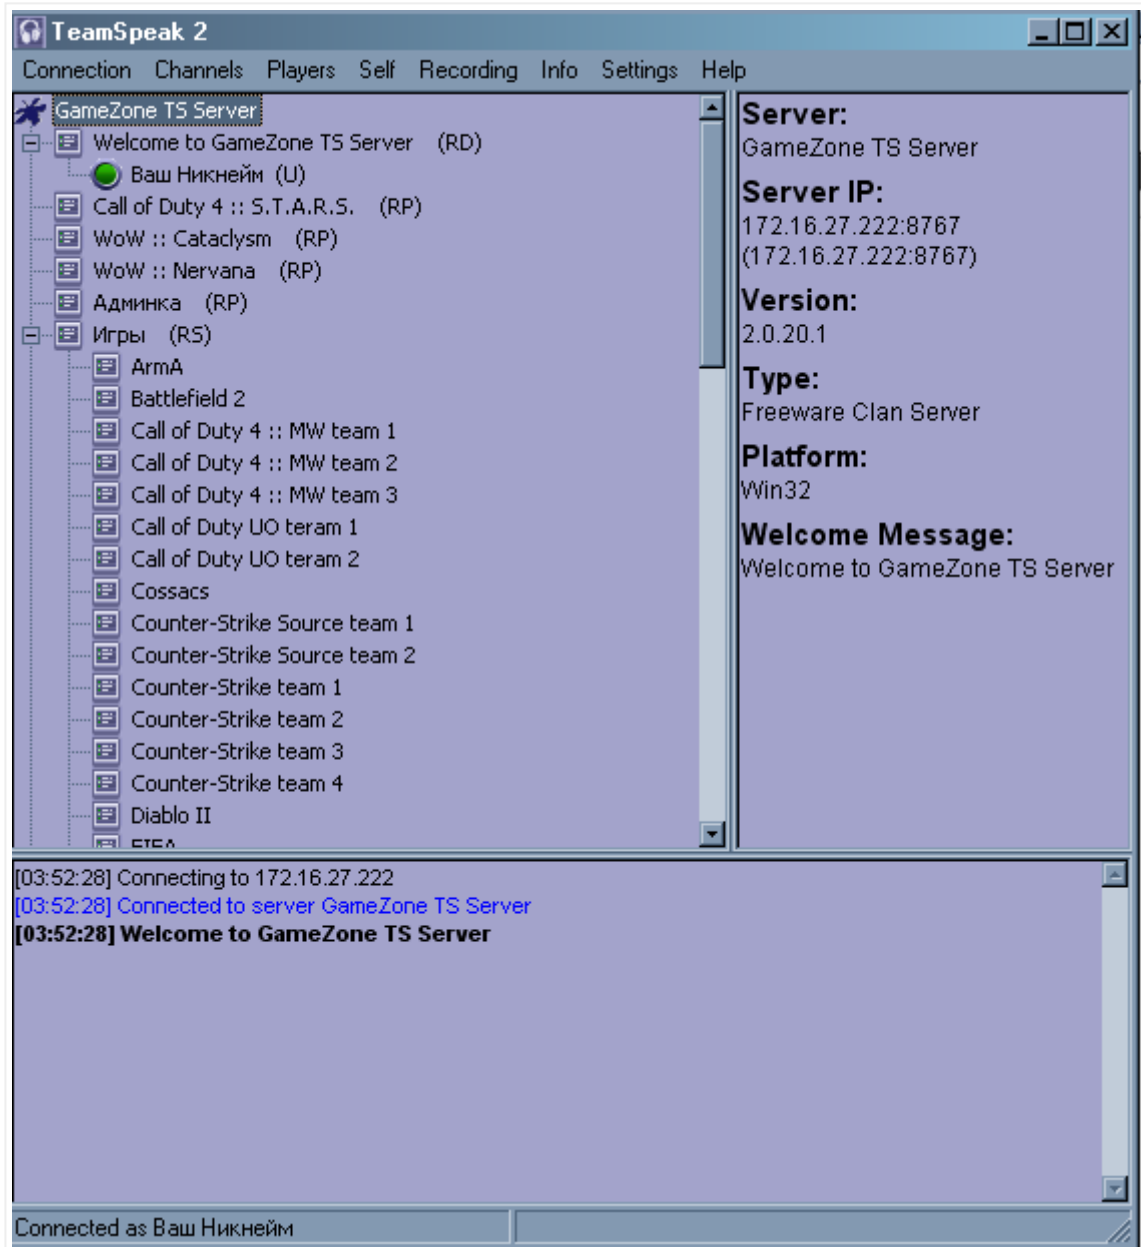 TeamSpeak 2
Connection Channels Players Self Recording Info Settings Help
GameZone TS Server
Welcome to GameZone TS Server (RD)
Ваш Никнейм (U)
Call of Duty 4 :: S.T.A.R.S. (RP)
WoW :: Cataclysm (RP)
WoW :: Nervana (RP)
Админка (RP)
Игры (RS)
ArmA
Battlefield 2
Call of Duty 4 :: MW team 1
Call of Duty 4 :: MW team 2
Call of Duty 4 :: MW team 3
Call of Duty UO teram 1
Call of Duty UO teram 2
Cossacs
Counter-Strike Source team 1
Counter-Strike Source team 2
Counter-Strike team 1
Counter-Strike team 2
Counter-Strike team 3
Counter-Strike team 4
Diablo II
FIFA
Server:
GameZone TS Server
Server IP:
172.16.27.222:8767
(172.16.27.222:8767)
Version:
2.0.20.1
Type:
Freeware Clan Server
Platform:
Win32
Welcome Message:
Welcome to GameZone TS Server
[03:52:28] Connecting to 172.16.27.222
[03:52:28] Connected to server GameZone TS Server
[03:52:28] Welcome to GameZone TS Server
Connected as Ваш Никнейм